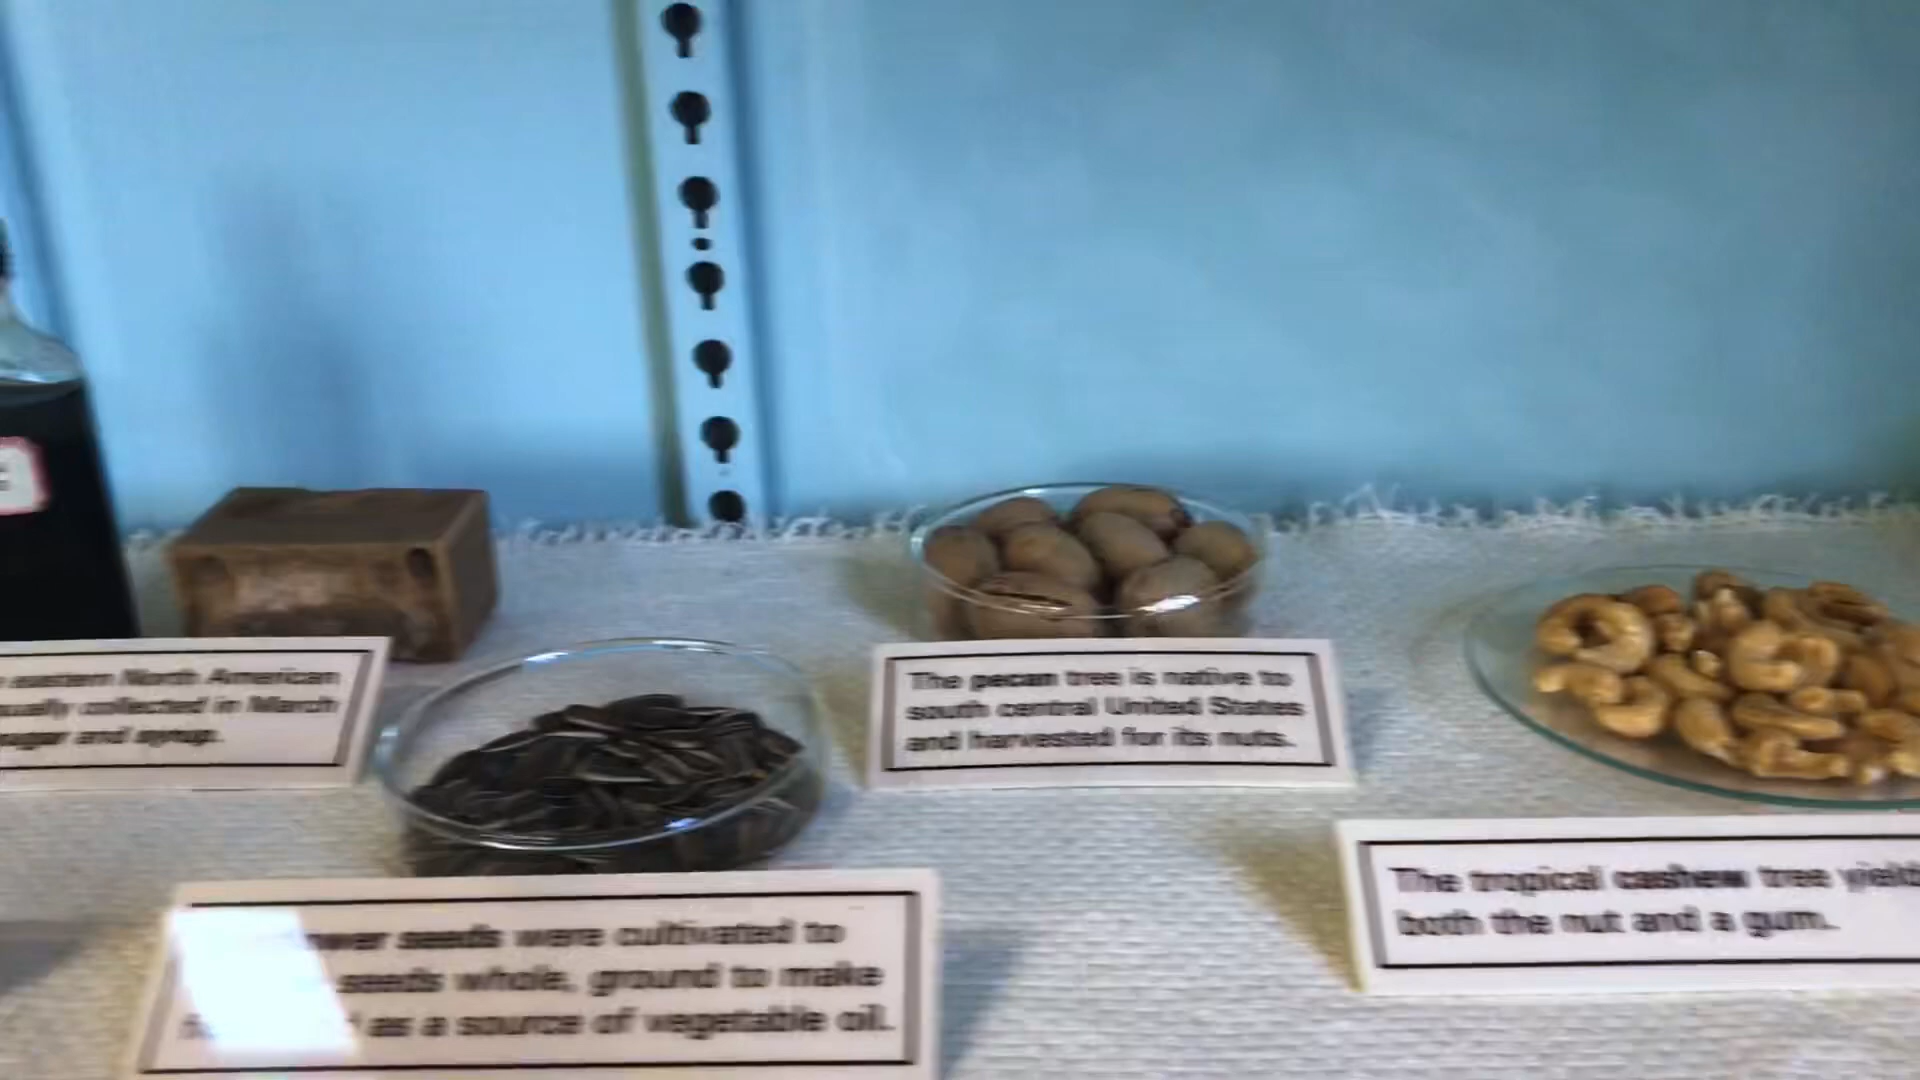 eastern North American
collected in March
and syrup.
The pecan tree is native to
south central United States
and harvested for its nuts.
seeds were cultivated to
seeds whole, ground to make
as a source of vegetable oil.
The tropical cashew tree
both the nut and a gum.